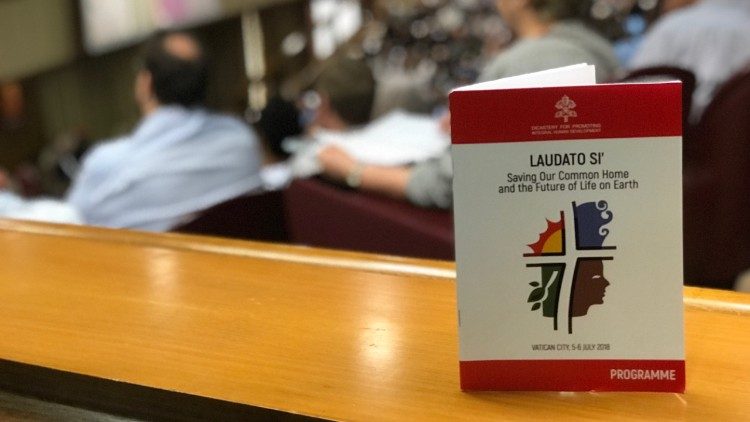 DICASTERY FOR PROMOTING
INTEGRAL HUMAN DEVELOPMENT
LAUDATO SI'
Saving Our Common Home
and the Future of Life on Earth
VATICAN CITY, 5-6 JULY 2018
PROGRAMME